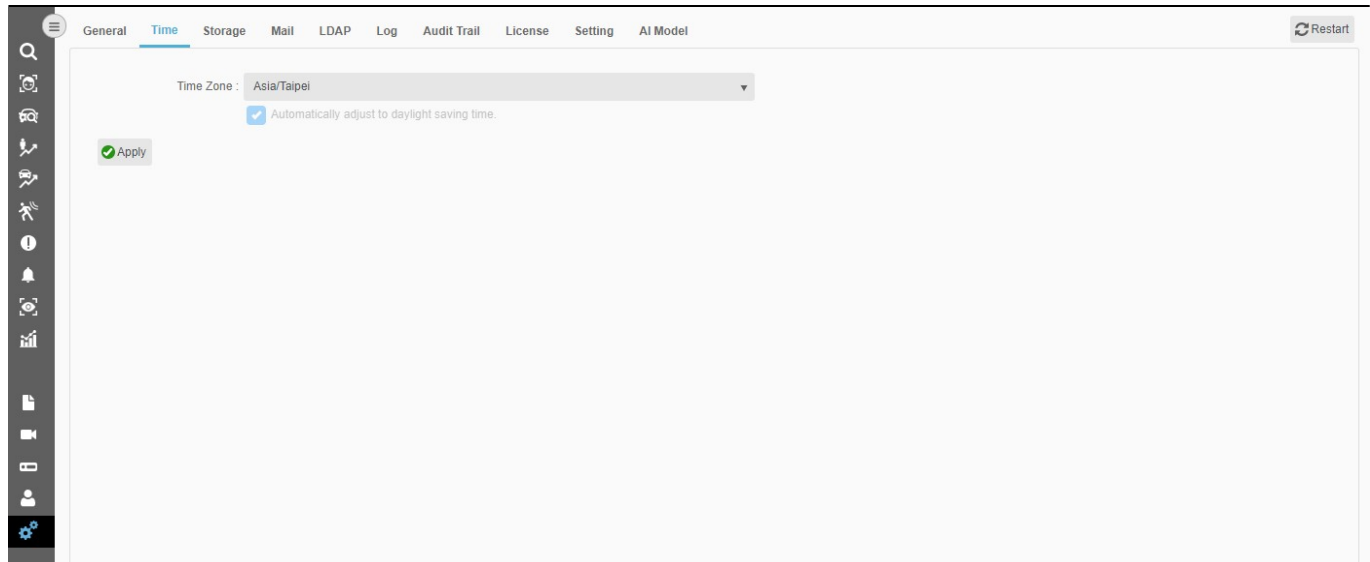 General Time Storage Mail LDAP Log Audit Trail License Setting AI Model Restart
Time Zone : Asia/Taipei
Automatically adjust to daylight saving time.
Apply